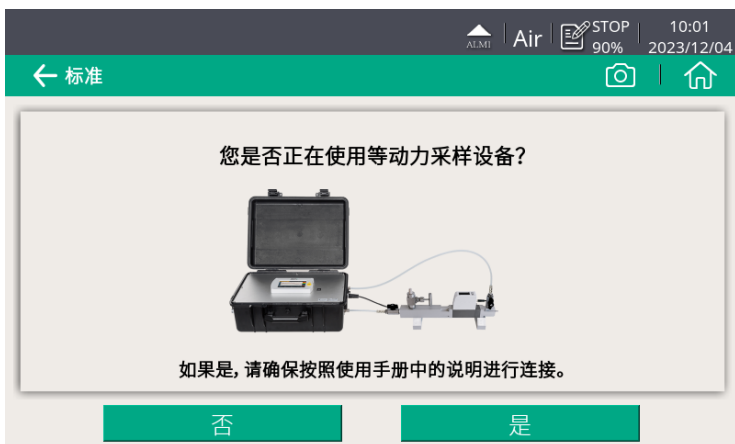 ALMI
Air
STOP
90%
10:01
2023/12/04
标准
您是否正在使用等动力采样设备?
如果是, 请确保按照使用手册中的说明进行连接。
否
是